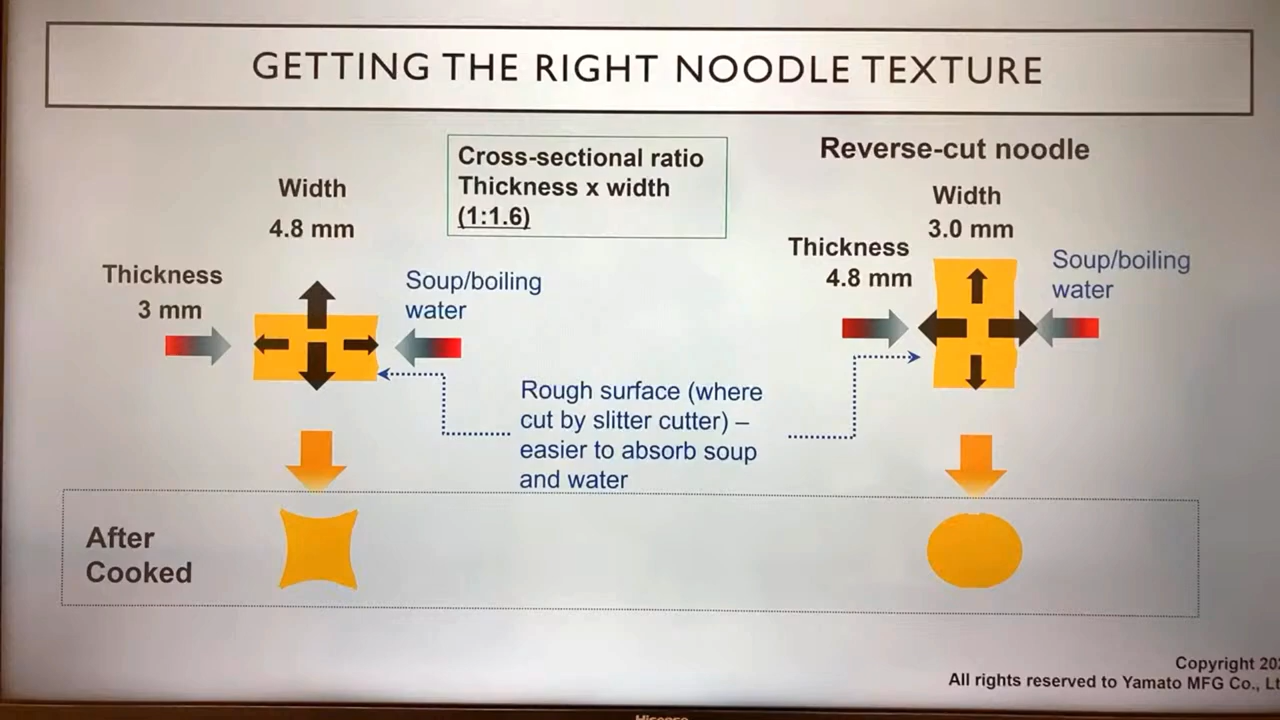 GETTING THE RIGHT NOODLE TEXTURE
Width
4.8 mm
Thickness
3 mm
Cross-sectional ratio
Thickness x width
(1:1.6)
Soup/boiling
water
Reverse-cut noodle
Width
3.0 mm
Thickness
4.8 mm
Soup/boiling
water
Rough surface (where
cut by slitter cutter) –
easier to absorb soup
and water
After
Cooked
Copyright
All rights reserved to Yamato MFG Co.,
Hisense